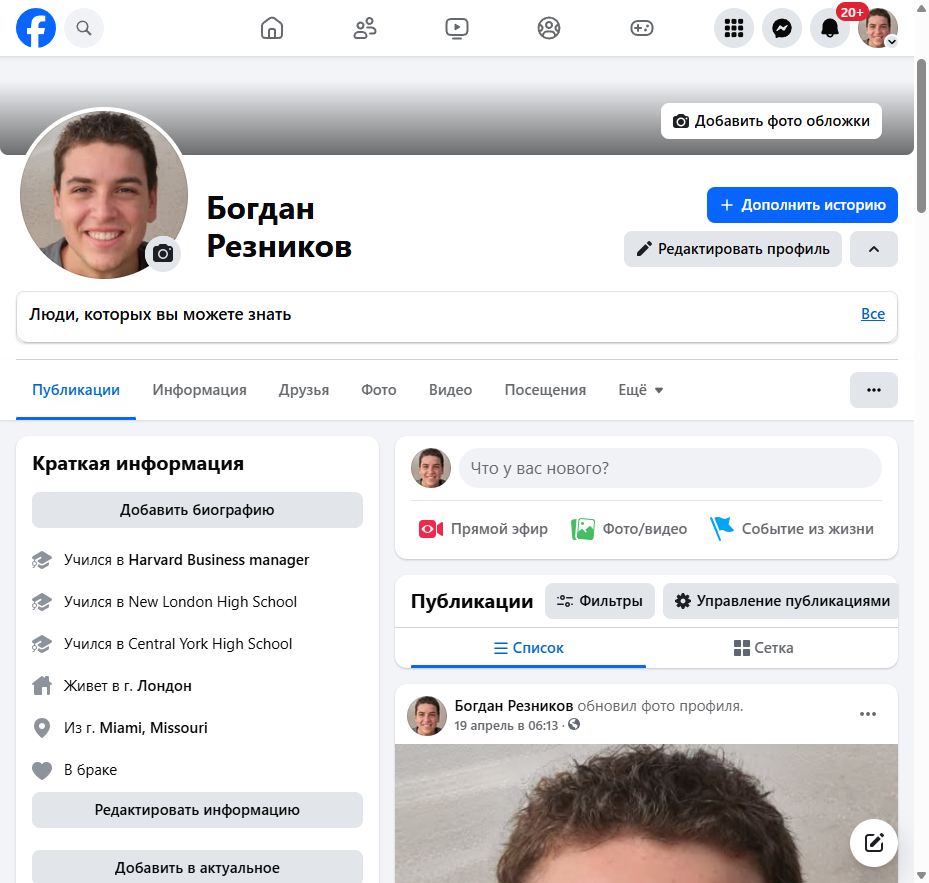 20+
Добавить фото обложки
Богдан
Резников
Дополнить историю
Редактировать профиль
Люди, которых вы можете знать
Все
Публикации
Информация
Друзья
Фото
Видео
Посещения
Ещё
Краткая информация
Добавить биографию
Учился в Harvard Business manager
Учился в New London High School
Учился в Central York High School
Живет в г. Лондон
Из г. Miami, Missouri
В браке
Редактировать информацию
Добавить в актуальное
Что у вас нового?
Прямой эфир
Фото/видео
Событие из жизни
Публикации
Фильтры
Управление публикациями
Список
Сетка
Богдан Резников обновил фото профиля.
19 апрель в 06:13 ·